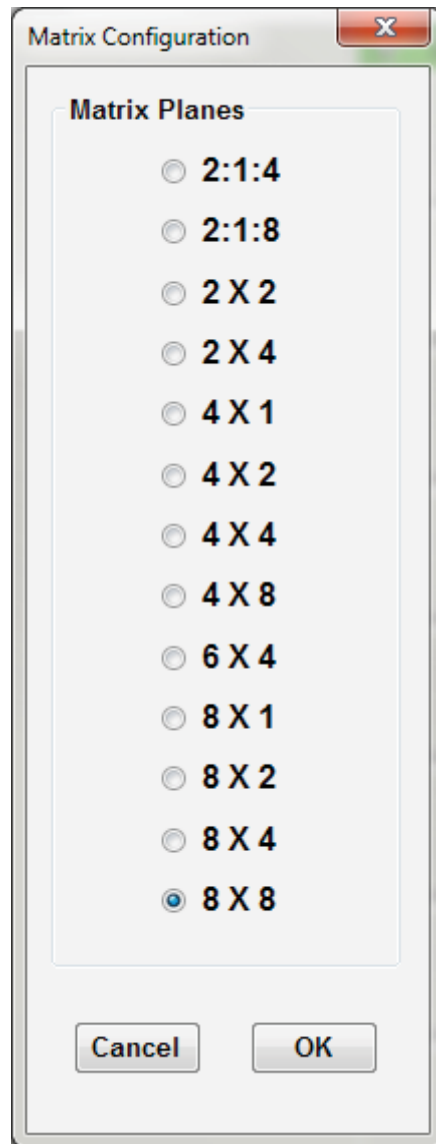 Matrix Configuration
Matrix Planes
2:1:4
2:1:8
2 X 2
2 X 4
4 X 1
4 X 2
4 X 4
4 X 8
6 X 4
8 X 1
8 X 2
8 X 4
8 X 8
Cancel OK